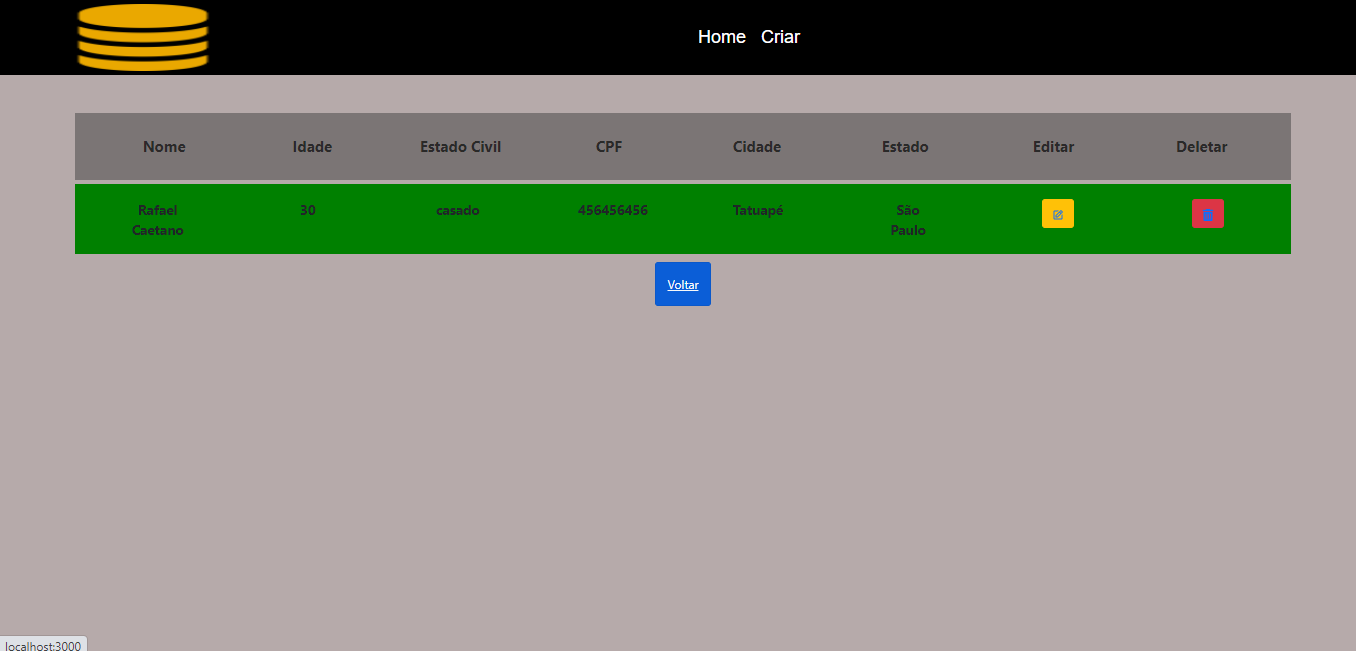 Home Criar
Nome Idade Estado Civil CPF Cidade Estado Editar Deletar
Rafael 30 casado 456456456 Tatuapé São
Caetano Paulo
Voltar
localhost:3000